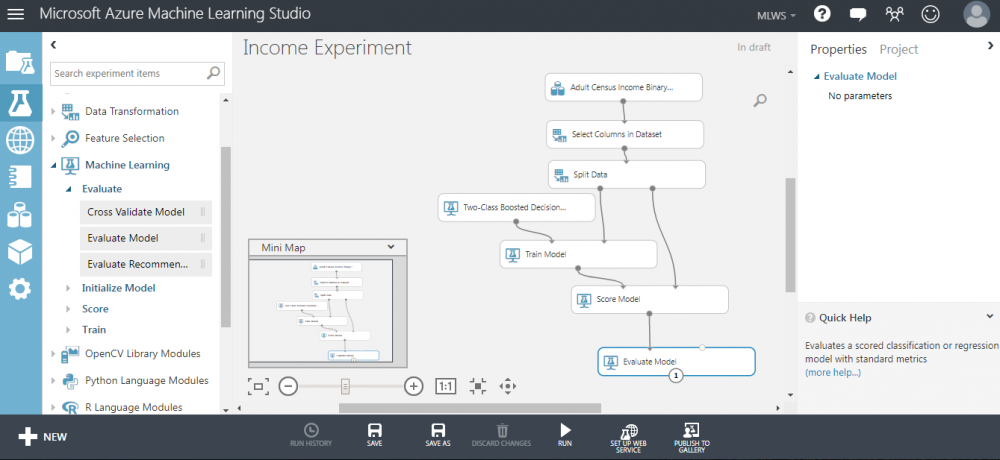 Microsoft Azure Machine Learning Studio
MLWS
?
Search experiment items
Data Transformation
Feature Selection
Machine Learning
Evaluate
Cross Validate Model
Evaluate Model
Evaluate Recommen...
Initialize Model
Score
Train
OpenCV Library Modules
Python Language Modules
R Language Modules
Income Experiment
In draft
Adult Census Income Binary...
Select Columns in Dataset
Split Data
Two-Class Boosted Decision...
Train Model
Score Model
Evaluate Model
1
Mini Map
1:1
Properties
Project
Evaluate Model
No parameters
? Quick Help
Evaluates a scored classification or regression
model with standard metrics
(more help...)
NEW
RUN HISTORY
SAVE
SAVE AS
DISCARD CHANGES
RUN
SET UP WEB
SERVICE
PUBLISH TO
GALLERY